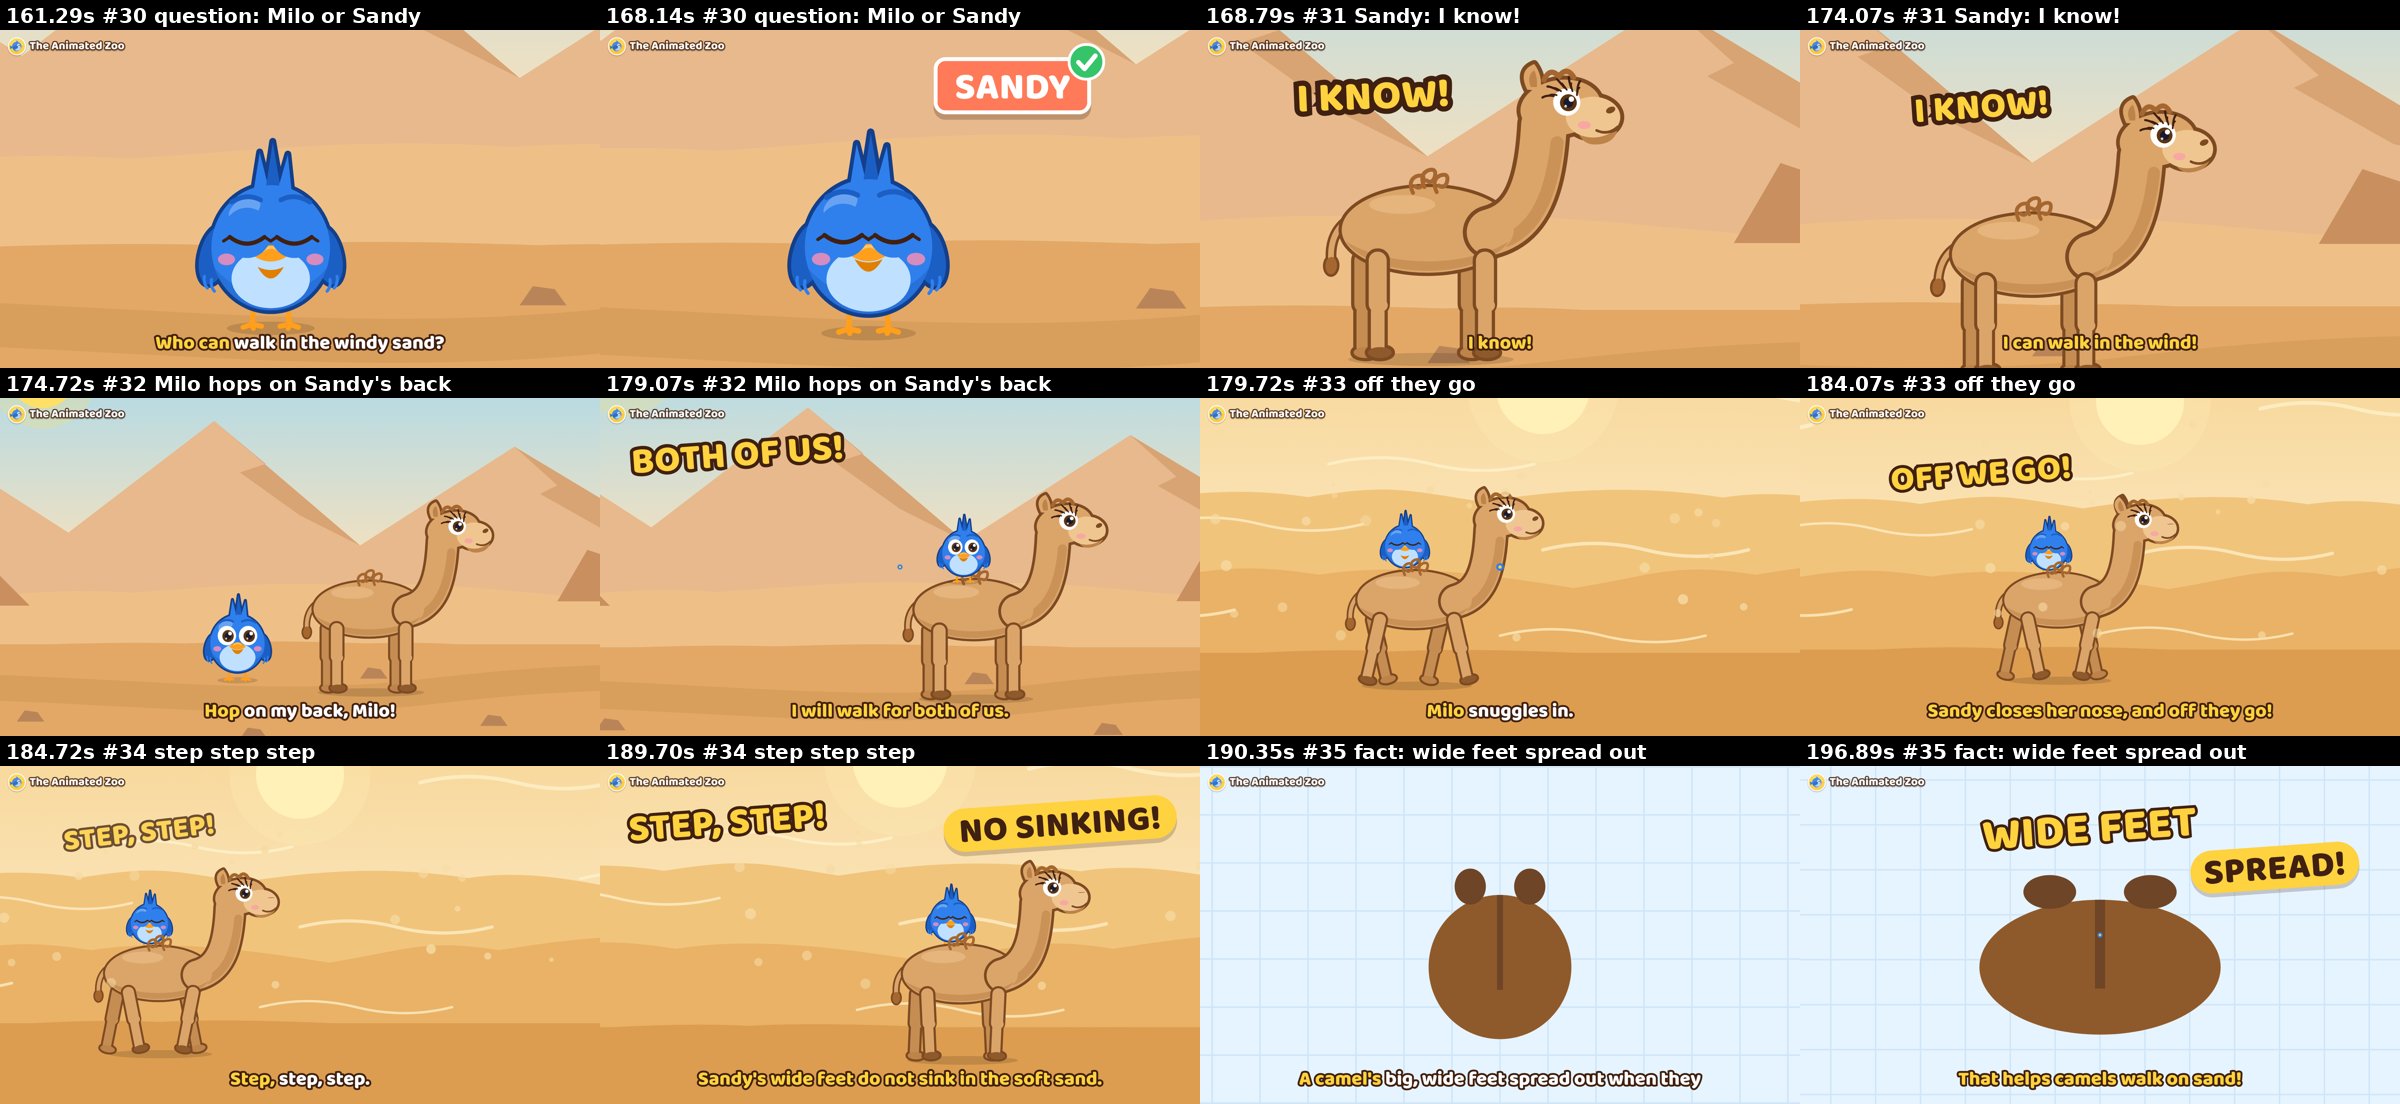 161.29s #30 question: Milo or Sandy
The Animated Zoo
Who can walk in the windy sand?
168.14s #30 question: Milo or Sandy
The Animated Zoo
SANDY
168.79s #31 Sandy: I know!
The Animated Zoo
I KNOW!
I know!
174.07s #31 Sandy: I know!
The Animated Zoo
I KNOW!
I can walk in the wind!
174.72s #32 Milo hops on Sandy's back
The Animated Zoo
Hop on my back, Milo!
179.07s #32 Milo hops on Sandy's back
The Animated Zoo
BOTH OF US!
I will walk for both of us.
179.72s #33 off they go
The Animated Zoo
Milo snuggles in.
184.07s #33 off they go
The Animated Zoo
OFF WE GO!
Sandy closes her nose, and off they go!
184.72s #34 step step step
The Animated Zoo
STEP, STEP!
Step, step, step.
189.70s #34 step step step
The Animated Zoo
STEP, STEP!
NO SINKING!
Sandy's wide feet do not sink in the soft sand.
190.35s #35 fact: wide feet spread out
The Animated Zoo
A camel's big, wide feet spread out when they
196.89s #35 fact: wide feet spread out
The Animated Zoo
WIDE FEET
SPREAD!
That helps camels walk on sand!